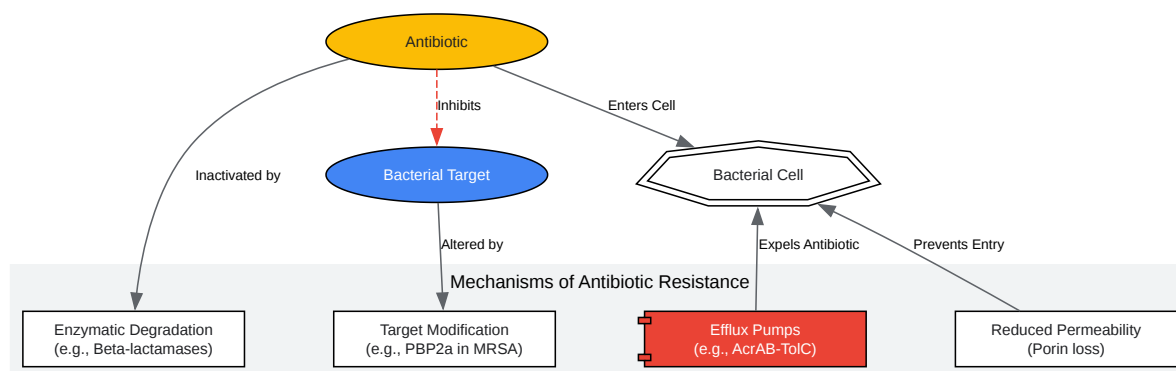 Antibiotic
Inhibits
Enters Cell
Inactivated by
Bacterial Target
Bacterial Cell
Altered by
Expels Antibiotic
Prevents Entry
Mechanisms of Antibiotic Resistance
Enzymatic Degradation
(e.g., Beta-lactamases)
Target Modification
(e.g., PBP2a in MRSA)
Efflux Pumps
(e.g., AcrAB-TolC)
Reduced Permeability
(Porin loss)